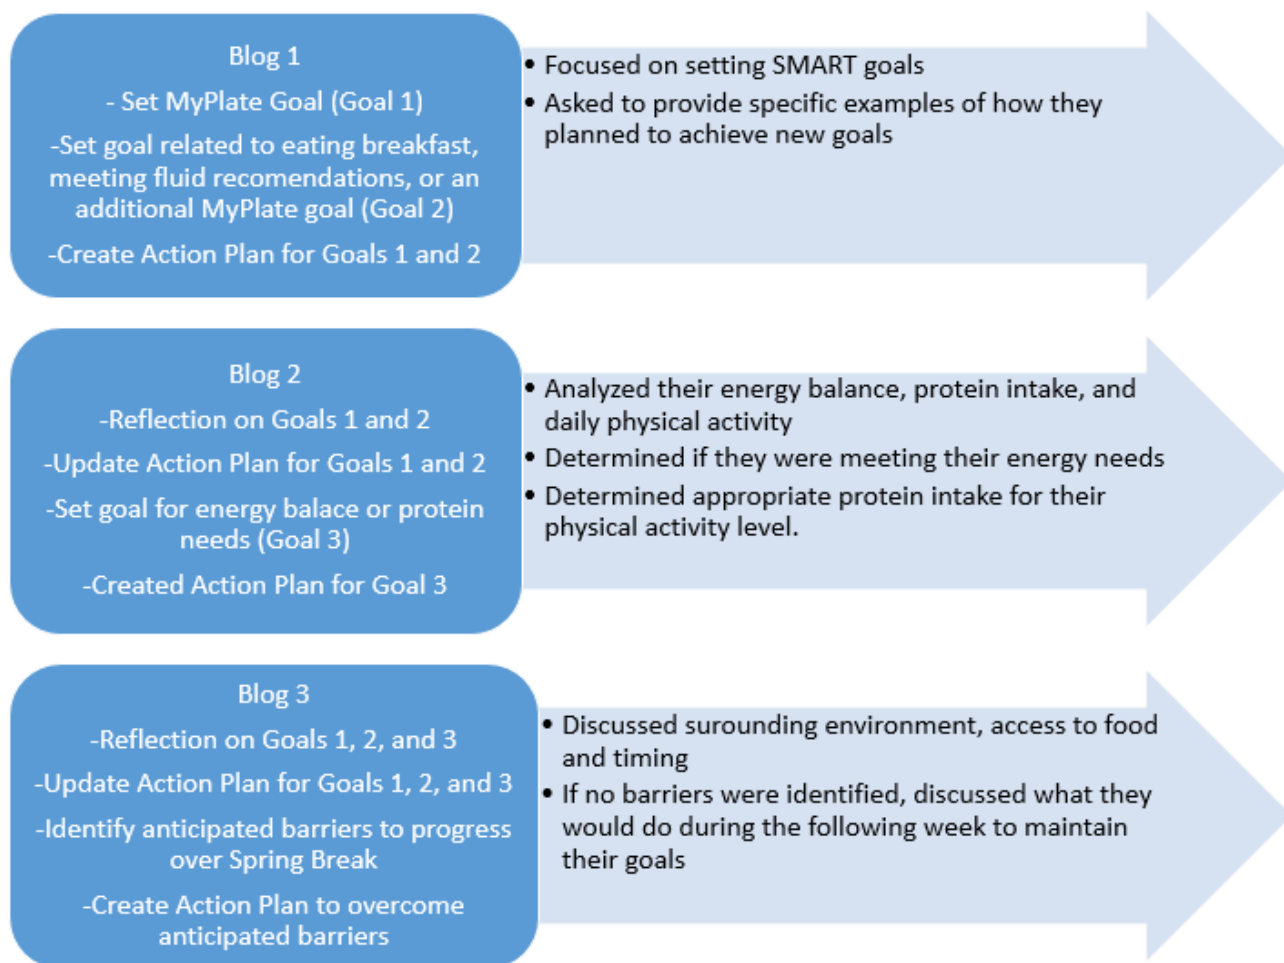 Blog 1
- Set MyPlate Goal (Goal 1)
-Set goal related to eating breakfast,
meeting fluid recomendations, or an
additional MyPlate goal (Goal 2)
-Create Action Plan for Goals 1 and 2
• Focused on setting SMART goals
• Asked to provide specific examples of how they
planned to achieve new goals
Blog 2
-Reflection on Goals 1 and 2
-Update Action Plan for Goals 1 and 2
-Set goal for energy balace or protein
needs (Goal 3)
-Created Action Plan for Goal 3
• Analyzed their energy balance, protein intake, and
daily physical activity
• Determined if they were meeting their energy needs
• Determined appropriate protein intake for their
physical activity level.
Blog 3
-Reflection on Goals 1, 2, and 3
-Update Action Plan for Goals 1, 2, and 3
-Identify anticipated barriers to progress
over Spring Break
-Create Action Plan to overcome
anticipated barriers
• Discussed surounding environment, access to food
and timing
• If no barriers were identified, discussed what they
would do during the following week to maintain
their goals